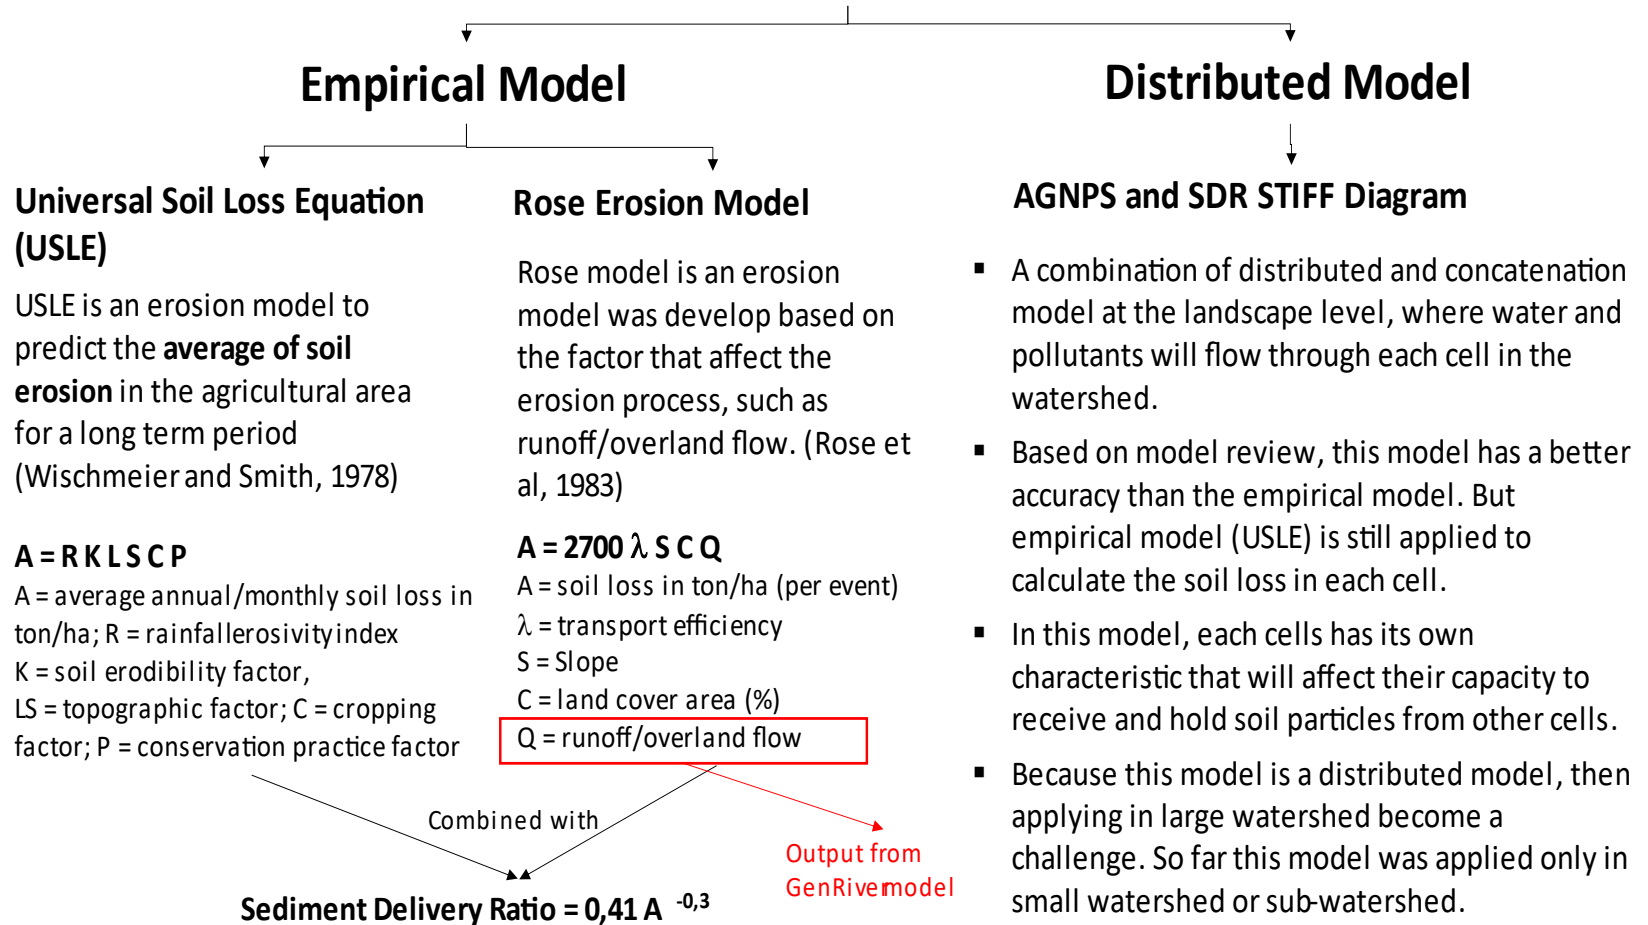 Empirical Model
Distributed Model
Universal Soil Loss Equation
(USLE)
USLE is an erosion model to
predict the average of soil
erosion in the agricultural area
for a long term period
(Wischmeier and Smith, 1978)
A = R K L S C P
A = average annual/monthly soil loss in
ton/ha; R = rainfallerosivity index
K = soil erodibility factor,
LS = topographic factor; C = cropping
factor; P = conservation practice factor
Rose Erosion Model
Rose model is an erosion
model was develop based on
the factor that affect the
erosion process, such as
runoff/overland flow. (Rose et
al, 1983)
A = 2700 λ S C Q
A = soil loss in ton/ha (per event)
λ = transport efficiency
S = Slope
C = land cover area (%)
Q = runoff/overland flow
Combined with
Output from
GenRivermodel
Sediment Delivery Ratio = 0,41 A -0,3
AGNPS and SDR STIFF Diagram
▪ A combination of distributed and concatenation
model at the landscape level, where water and
pollutants will flow through each cell in the
watershed.
▪ Based on model review, this model has a better
accuracy than the empirical model. But
empirical model (USLE) is still applied to
calculate the soil loss in each cell.
▪ In this model, each cells has its own
characteristic that will affect their capacity to
receive and hold soil particles from other cells.
▪ Because this model is a distributed model, then
applying in large watershed become a
challenge. So far this model was applied only in
small watershed or sub-watershed.